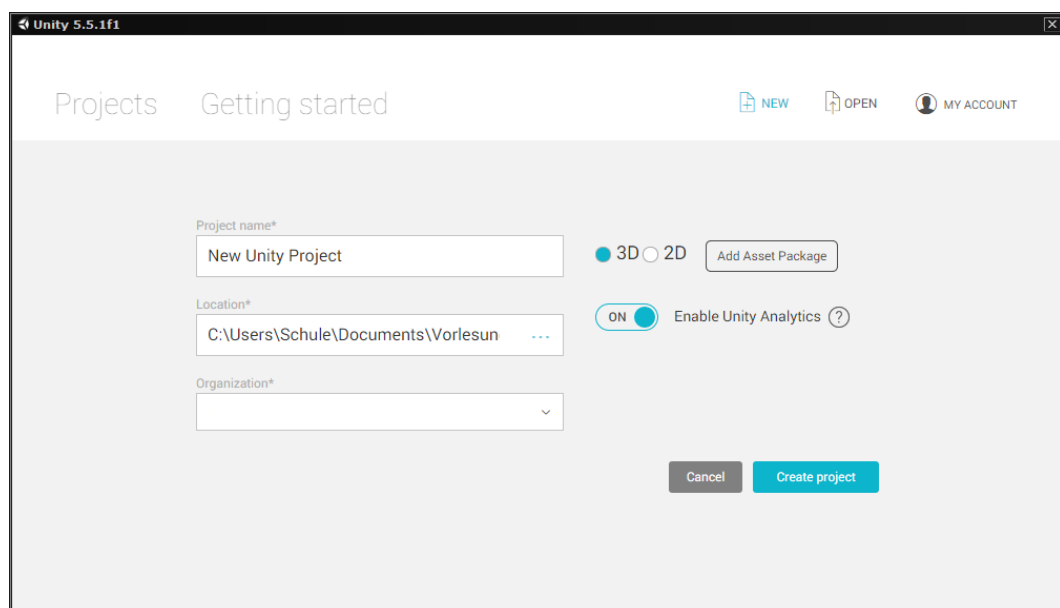 Unity 5.5.1f1
Projects Getting started NEW OPEN MY ACCOUNT
Project name*
New Unity Project
3D 2D Add Asset Package
Location*
C:\Users\Schule\Documents\Vorlesun ...
ON Enable Unity Analytics ?
Organization*
Cancel Create project